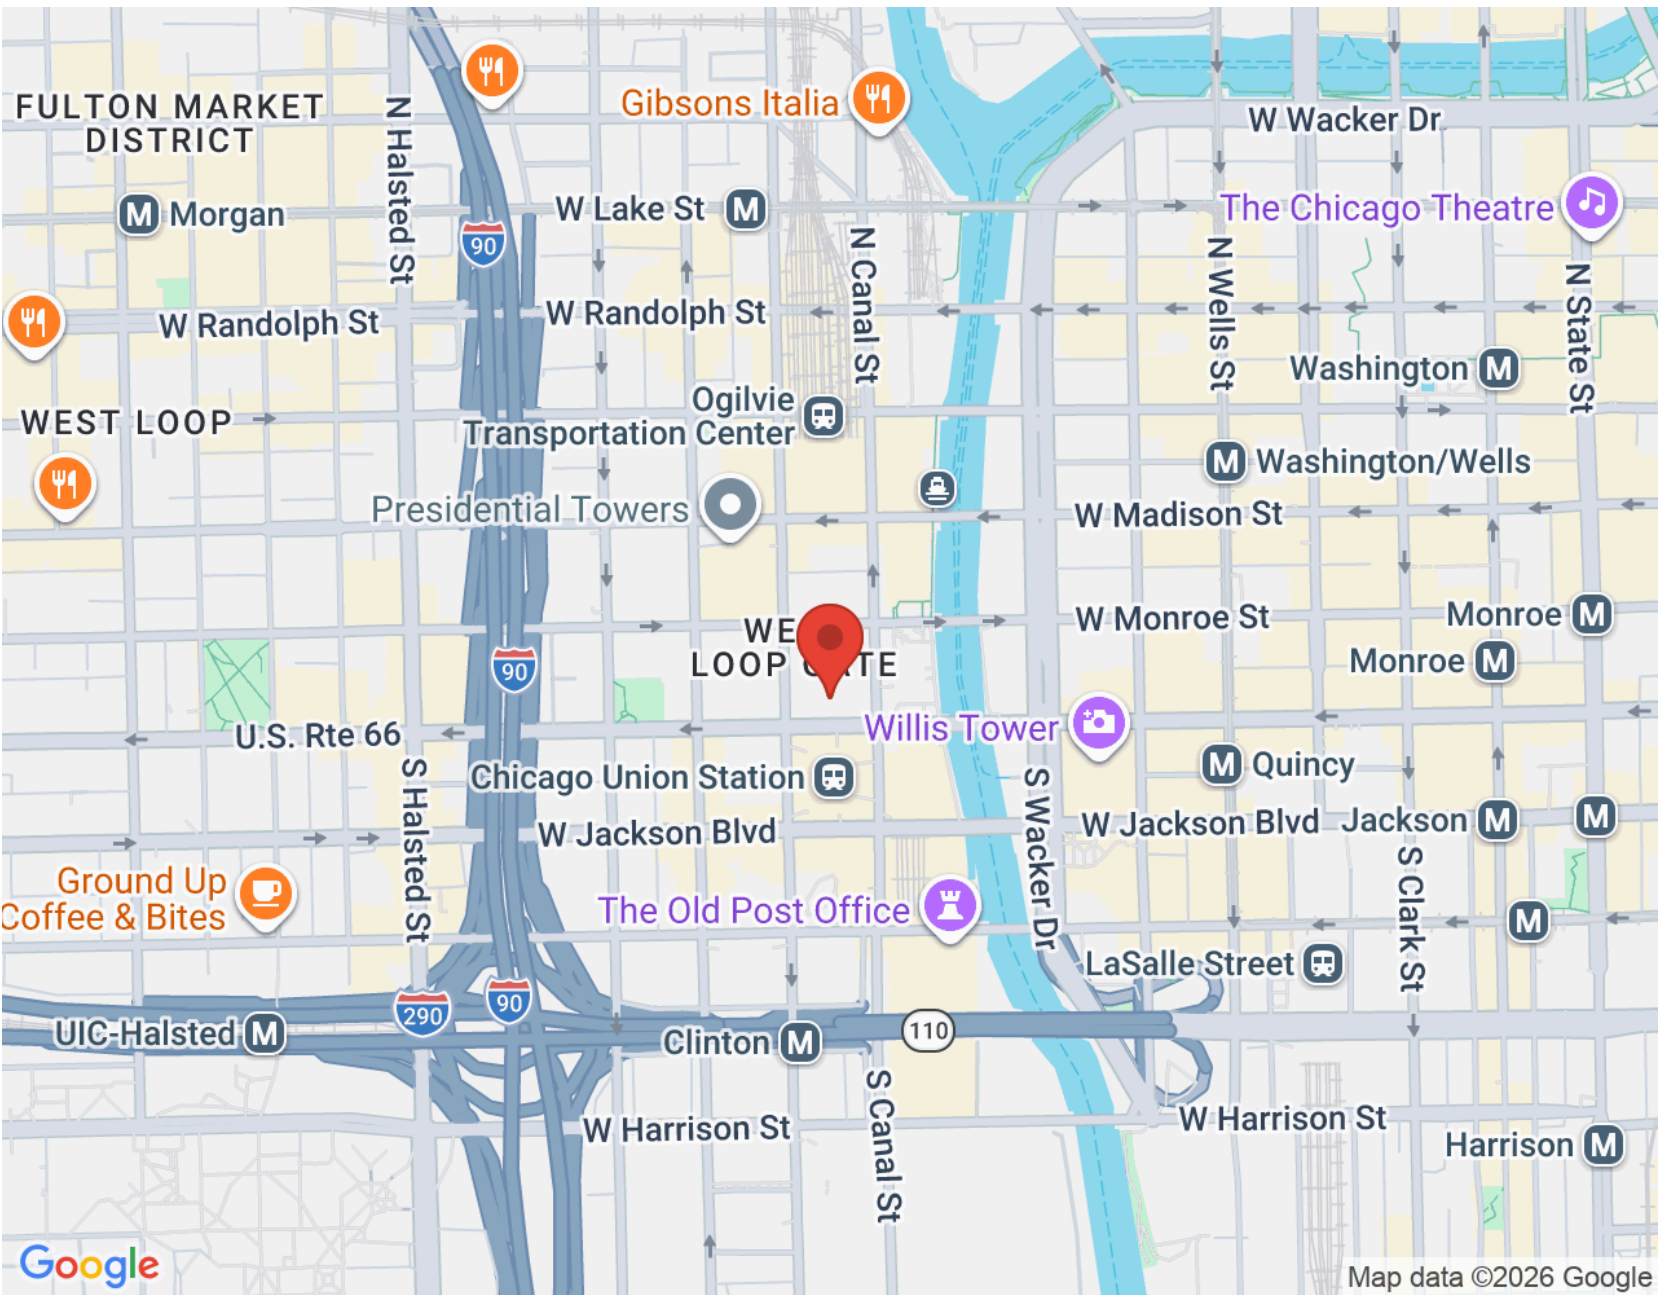 FULTON MARKET
DISTRICT
N Halsted St
Gibsons Italia
W Wacker Dr
M Morgan
90
W Lake St M
N Canal St
The Chicago Theatre
N Wells St
N State St
W Randolph St
W Randolph St
Washington M
WEST LOOP
Ogilvie
Transportation Center
M Washington/Wells
Presidential Towers
W Madison St
W Monroe St
Monroe M
WE
LOOP G TE
90
Monroe M
U.S. Rte 66
Willis Tower
S Halsted St
Chicago Union Station
S Wacker Dr
M Quincy
W Jackson Blvd
W Jackson Blvd
Jackson M
M
S Clark St
Ground Up
Coffee & Bites
The Old Post Office
M
LaSalle Street
290
90
UIC-Halsted M
Clinton M
110
S Canal St
W Harrison St
W Harrison St
Harrison M
Google
Map data ©2026 Google